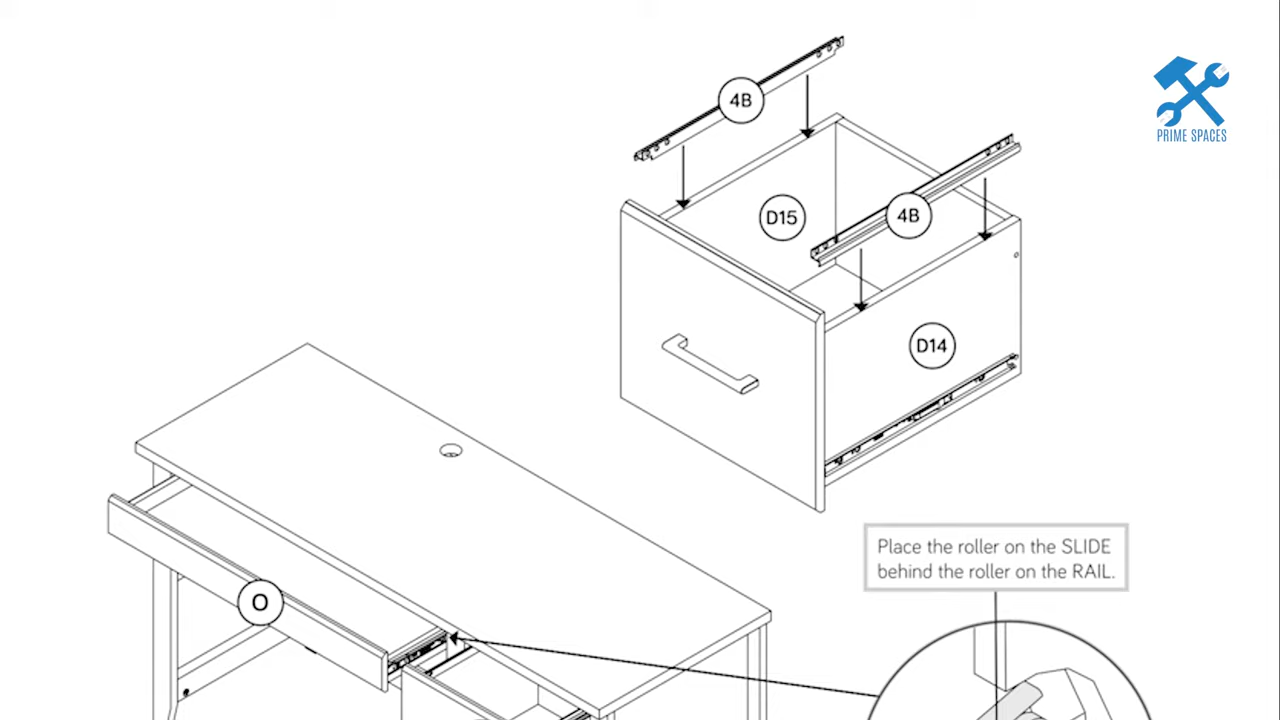 4B
PRIME SPACES
D15
4B
D14
Place the roller on the SLIDE
behind the roller on the RAIL.
O